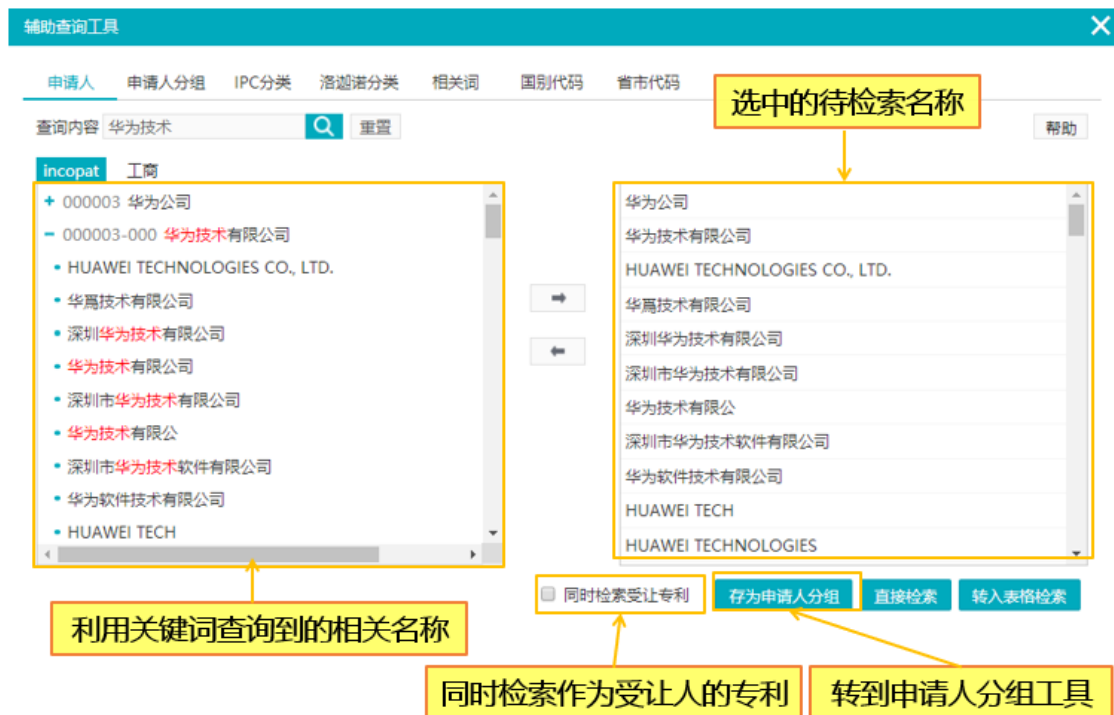 辅助查询工具
申请人 申请人分组 IPC分类 洛迦诺分类 相关词 国别代码 省市代码
选中的待检索名称
查询内容 华为技术 重置 帮助
incopat 工商
+ 000003 华为公司
- 000003-000 华为技术有限公司
• HUAWEI TECHNOLOGIES CO., LTD.
• 华爲技术有限公司
• 深圳华为技术有限公司
• 华为技术有限公司
• 深圳市华为技术有限公司
• 华为技术有限公
• 深圳市华为技术软件有限公司
• 华为软件技术有限公司
• HUAWEI TECH
华为公司
华为技术有限公司
HUAWEI TECHNOLOGIES CO., LTD.
华爲技术有限公司
深圳华为技术有限公司
深圳市华为技术有限公司
华为技术有限公
深圳市华为技术软件有限公司
华为软件技术有限公司
HUAWEI TECH
HUAWEI TECHNOLOGIES
同时检索受让专利 存为申请人分组 直接检索 转入表格检索
利用关键词查询到的相关名称
同时检索作为受让人的专利 转到申请人分组工具